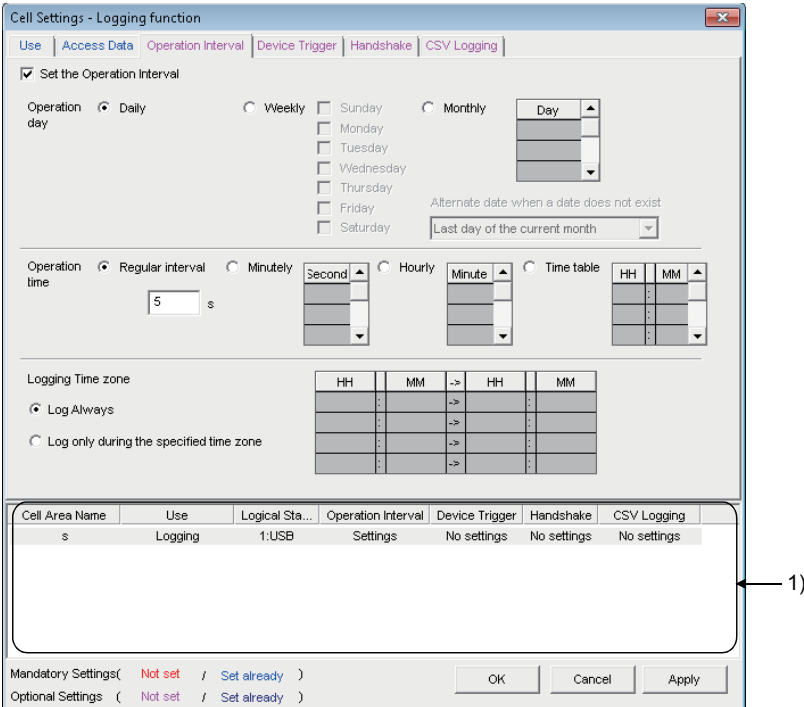 Cell Settings - Logging function
Use Access Data Operation Interval Device Trigger Handshake CSV Logging
Set the Operation Interval
Operation day Daily Weekly Sunday Monthly Day
Monday
Tuesday
Wednesday
Thursday
Friday Alternate date when a date does not exist
Saturday Last day of the current month
Operation time Regular interval Minutely Second Hourly Minute Time table HH MM
5 s :
:
:
Logging Time zone HH MM -> HH MM
Log Always : -> :
: -> :
Log only during the specified time zone : -> :
: -> :
Cell Area Name Use Logical Sta... Operation Interval Device Trigger Handshake CSV Logging
s Logging 1:USB Settings No settings No settings No settings
1)
Mandatory Settings( Not set / Set already ) OK Cancel Apply
Optional Settings ( Not set / Set already )